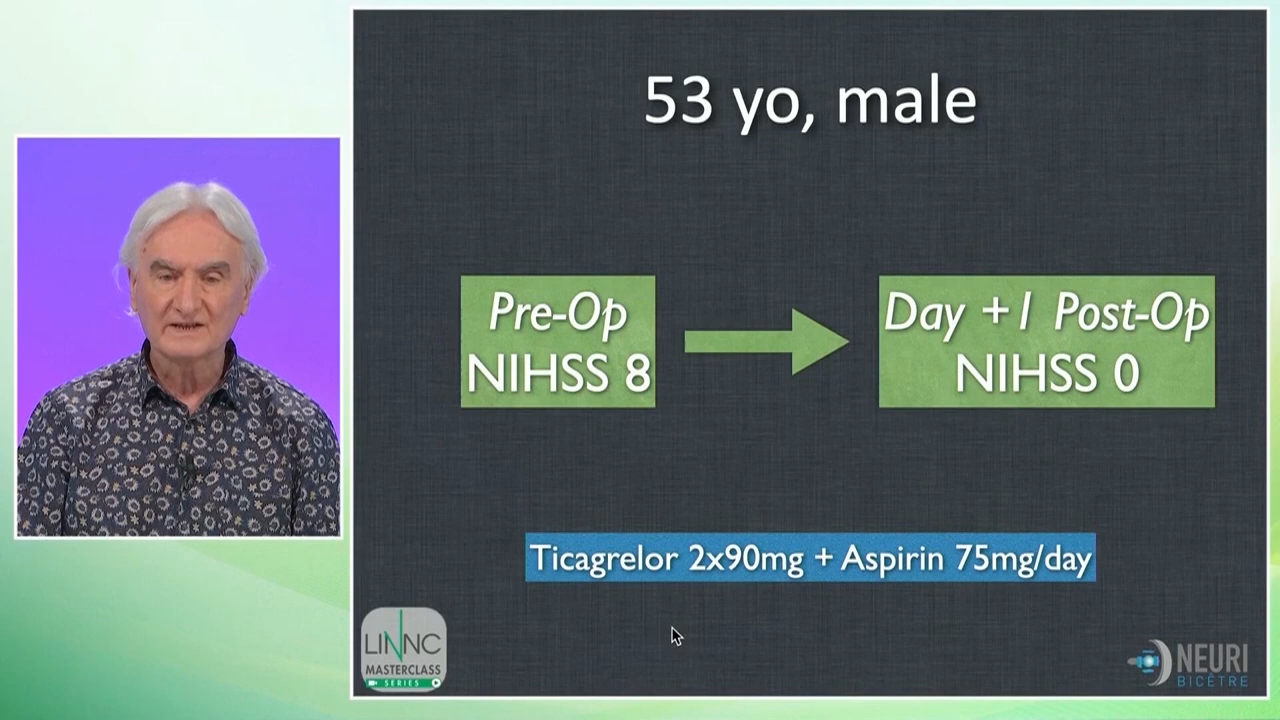 53 yo, male
Pre-Op
NIHSS 8
Day +1 Post-Op
NIHSS 0
Ticagrelor 2x90mg + Aspirin 75mg/day
LINNC
MASTERCLASS
SERIES
NEURI
BICÊTRE